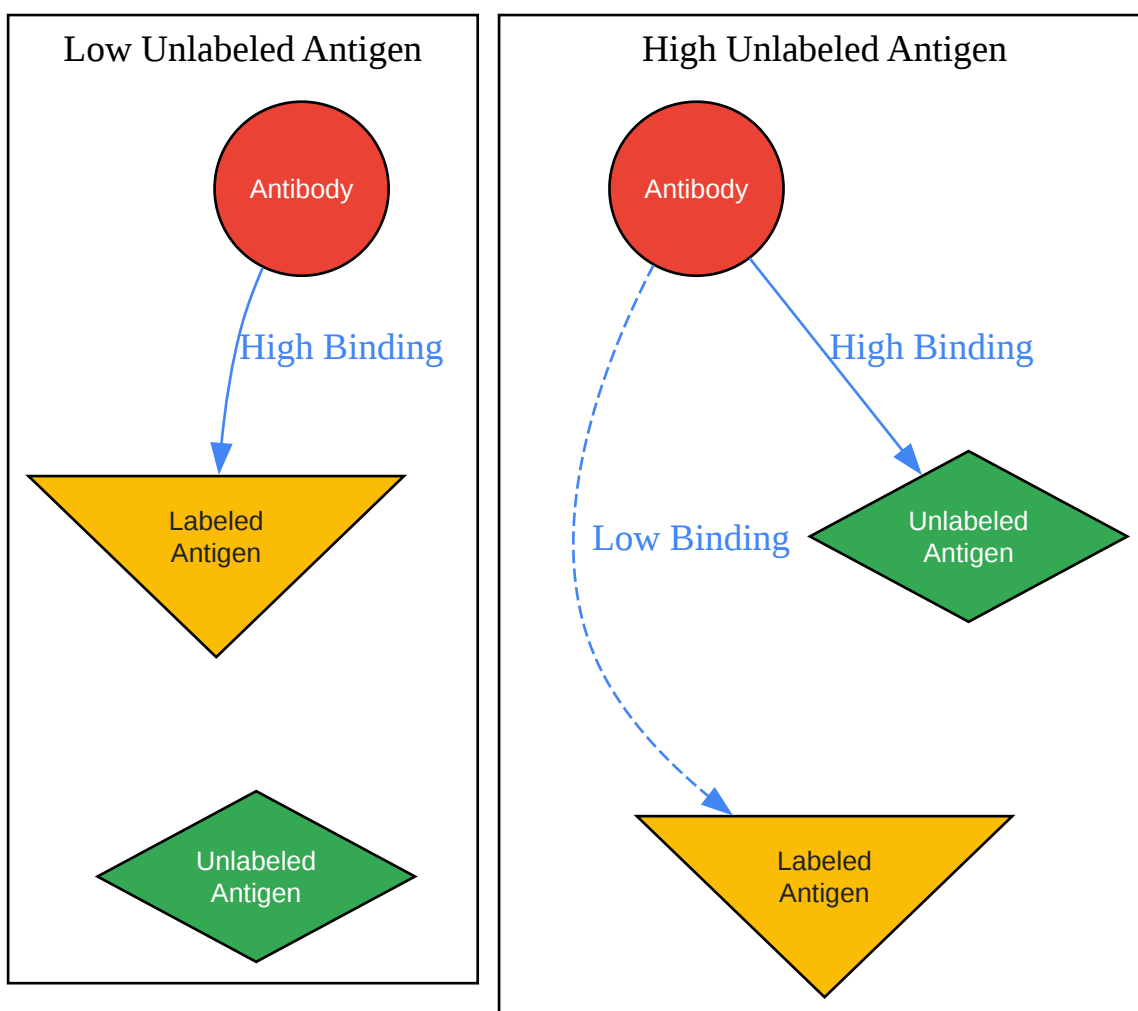 Low Unlabeled Antigen
Antibody
High Binding
Labeled
Antigen
Unlabeled
Antigen
High Unlabeled Antigen
Antibody
High Binding
Low Binding
Unlabeled
Antigen
Labeled
Antigen